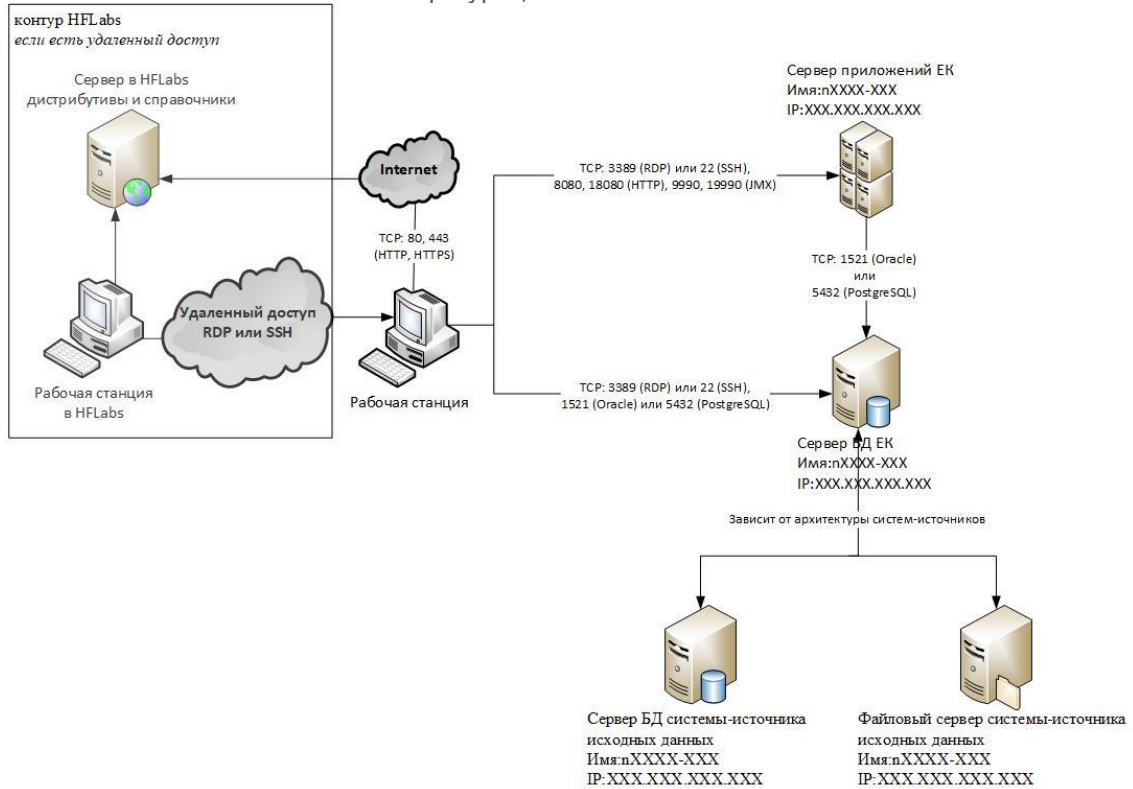 контур HFLabs
если есть удаленный доступ
Сервер в HFLabs
дистрибутивы и справочники
Сервер приложений ЕК
Имя:nXXXX-XXX
IP:XXX.XXX.XXX.XXX
Internet
TCP: 3389 (RDP) или 22 (SSH),
8080, 18080 (HTTP), 9990, 19990 (JMX)
TCP: 80, 443
(HTTP, HTTPS)
TCP: 1521 (Oracle)
или
5432 (PostgreSQL)
Удаленный доступ
RDP или SSH
Рабочая станция
в HFLabs
Рабочая станция
TCP: 3389 (RDP) или 22 (SSH),
1521 (Oracle) или 5432 (PostgreSQL)
Сервер БД ЕК
Имя:nXXXX-XXX
IP:XXX.XXX.XXX.XXX
Зависит от архитектуры систем-источников
Сервер БД системы-источника
исходных данных
Имя:nXXXX-XXX
IP:XXX.XXX.XXX.XXX
Файловый сервер системы-источника
исходных данных
Имя:nXXXX-XXX
IP:XXX.XXX.XXX.XXX